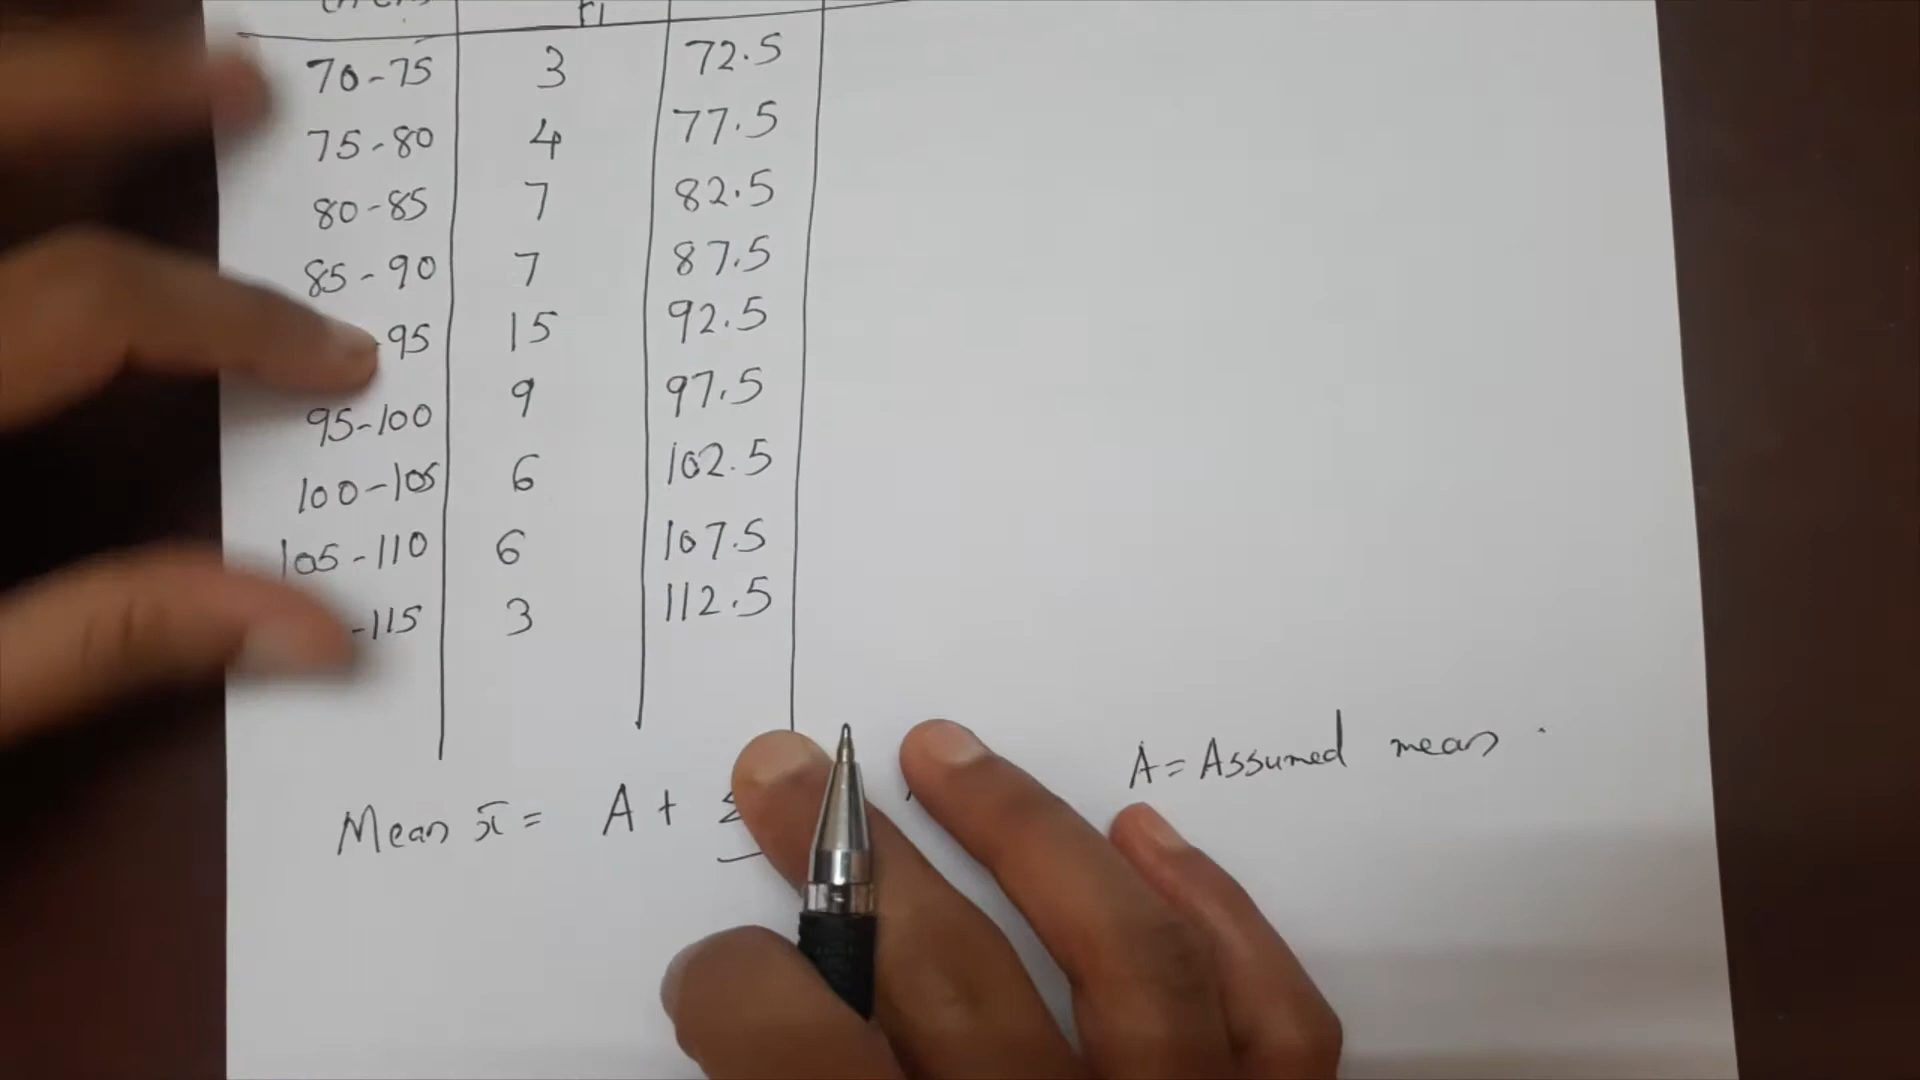 70-75 3 72.5
75-80 4 77.5
80-85 7 82.5
85-90 7 87.5
-95 15 92.5
95-100 9 97.5
100-105 6 102.5
105-110 6 107.5
-115 3 112.5
A = Assumed mean
Mean x̄ = A + Σ